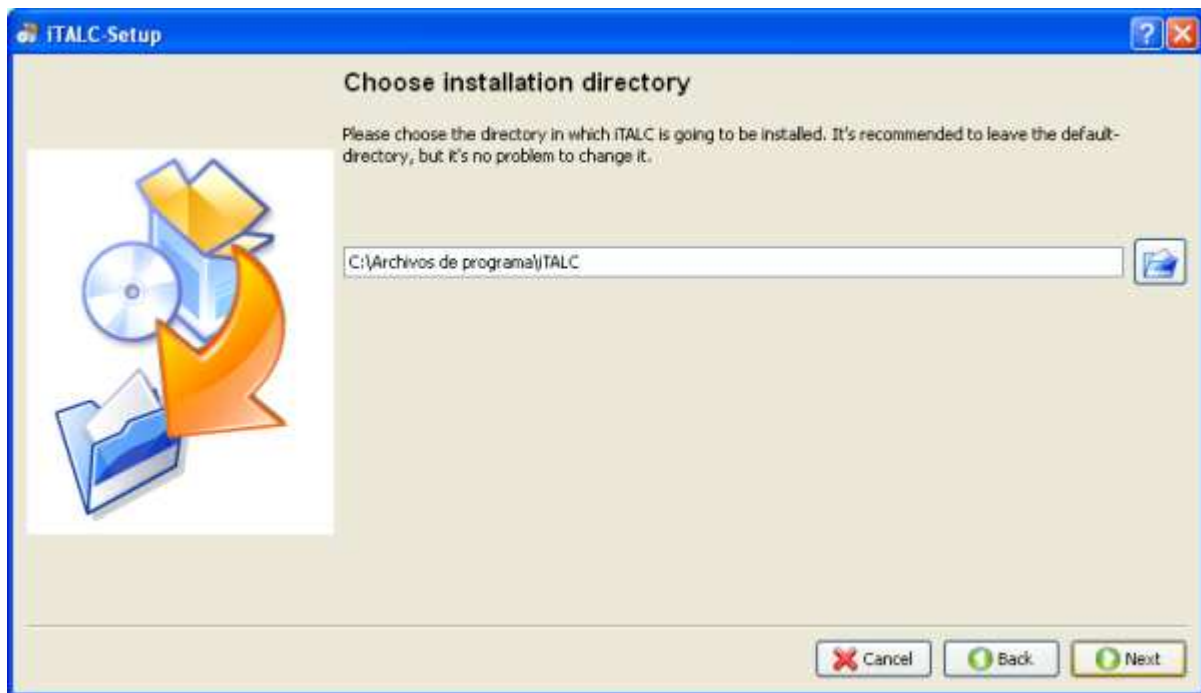 iTALC-Setup
Choose installation directory
Please choose the directory in which iTALC is going to be installed. It's recommended to leave the default-
directory, but it's no problem to change it.
C:\Archivos de programa\iTALC
Cancel
Back
Next